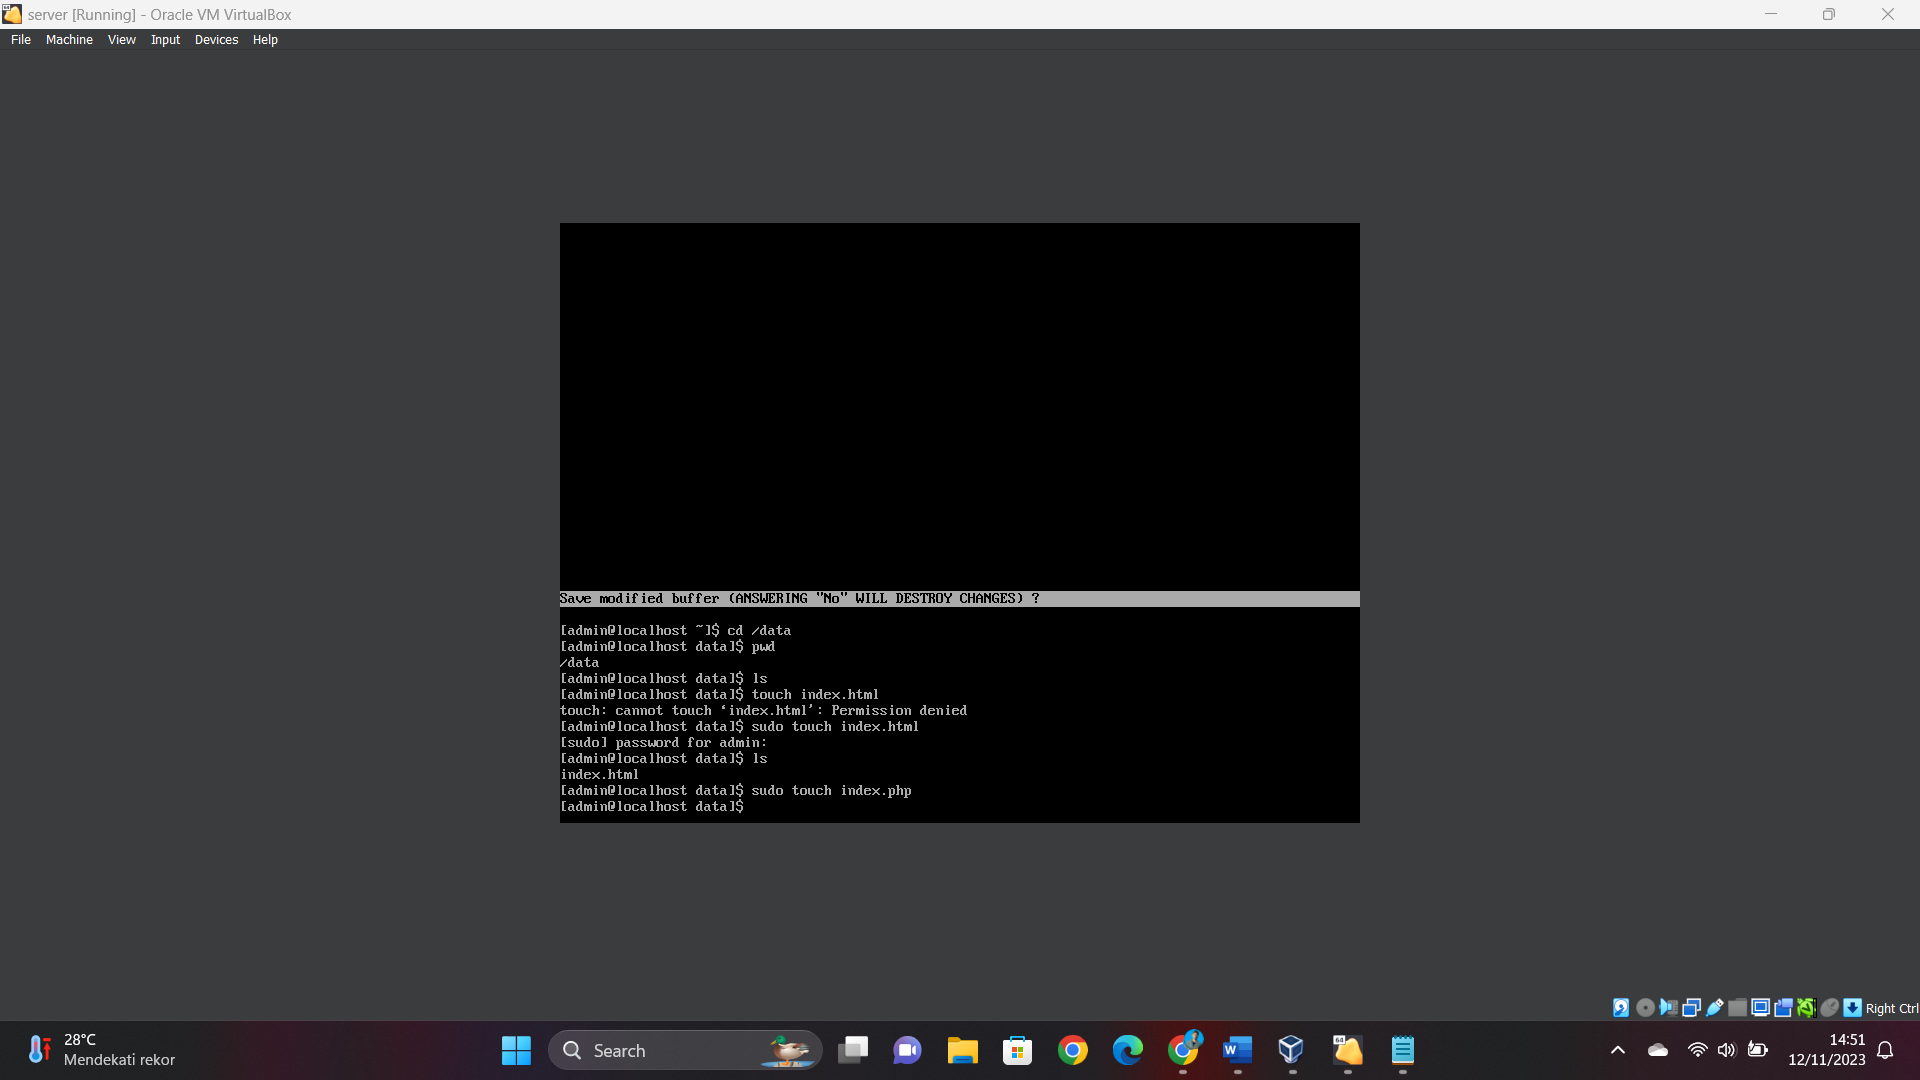 server [Running] - Oracle VM VirtualBox
File Machine View Input Devices Help
Save modified buffer (ANSWERING "No" WILL DESTROY CHANGES) ?
[admin@localhost ~]$ cd /data
[admin@localhost data]$ pwd
/data
[admin@localhost data]$ ls
[admin@localhost data]$ touch index.html
touch: cannot touch ‘index.html’: Permission denied
[admin@localhost data]$ sudo touch index.html
[sudo] password for admin:
[admin@localhost data]$ ls
index.html
[admin@localhost data]$ sudo touch index.php
[admin@localhost data]$
Right Ctrl
28°C
Mendekati rekor
Search
W
64
14:51
12/11/2023